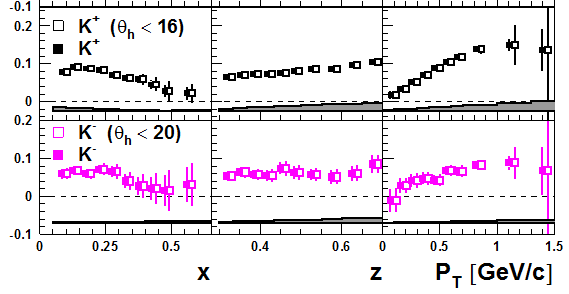 -0.1
K+ (θh < 16)
K+
0.2
0.1
0
0.2
K- (θh < 20)
K-
0.1
0
-0.1
0 0.25 0.5 0.4 0.6 0 0.5 1 1.5
x z PT [GeV/c]